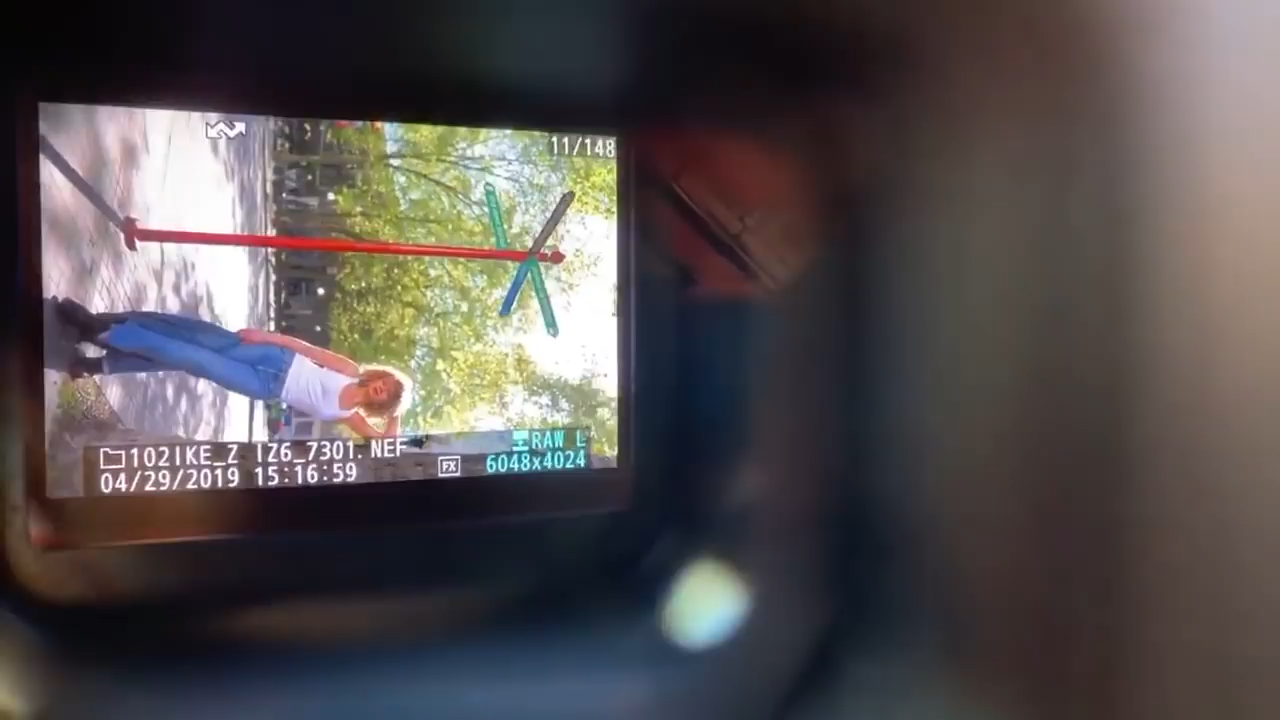 11/148
102IKE_Z IZ6_7301.NEF
RAW L
04/29/2019 15:16:59
FX
6048x4024